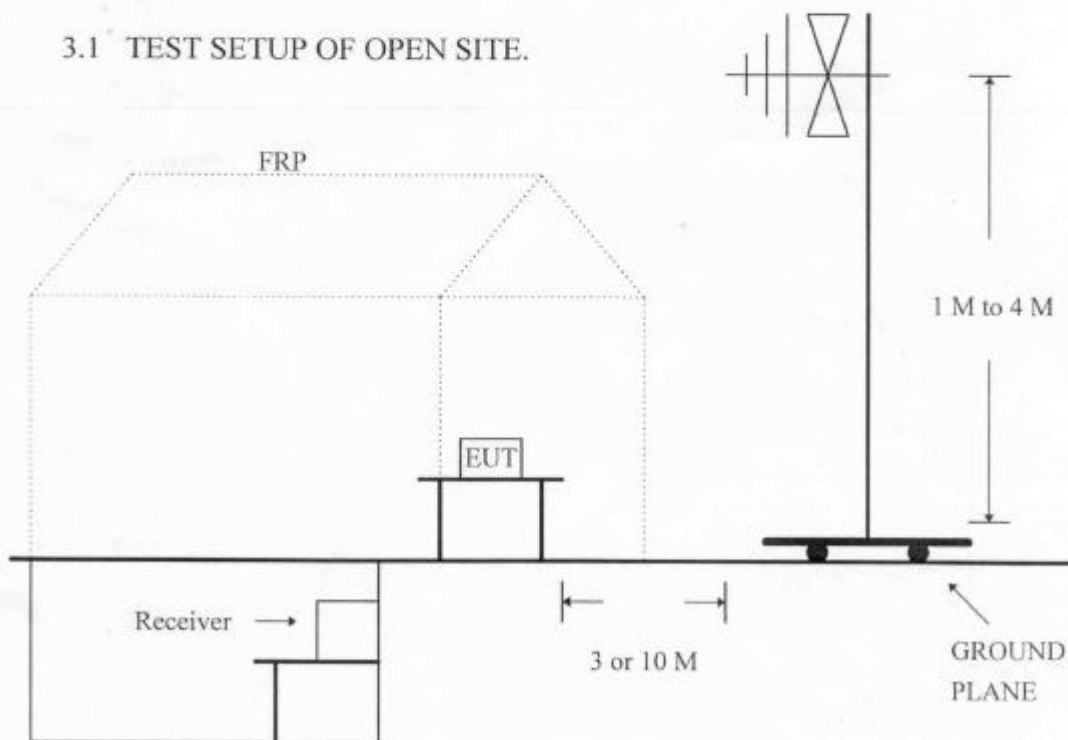 3.1 TEST SETUP OF OPEN SITE.
FRP
1 M to 4 M
EUT
Receiver
3 or 10 M
GROUND
PLANE